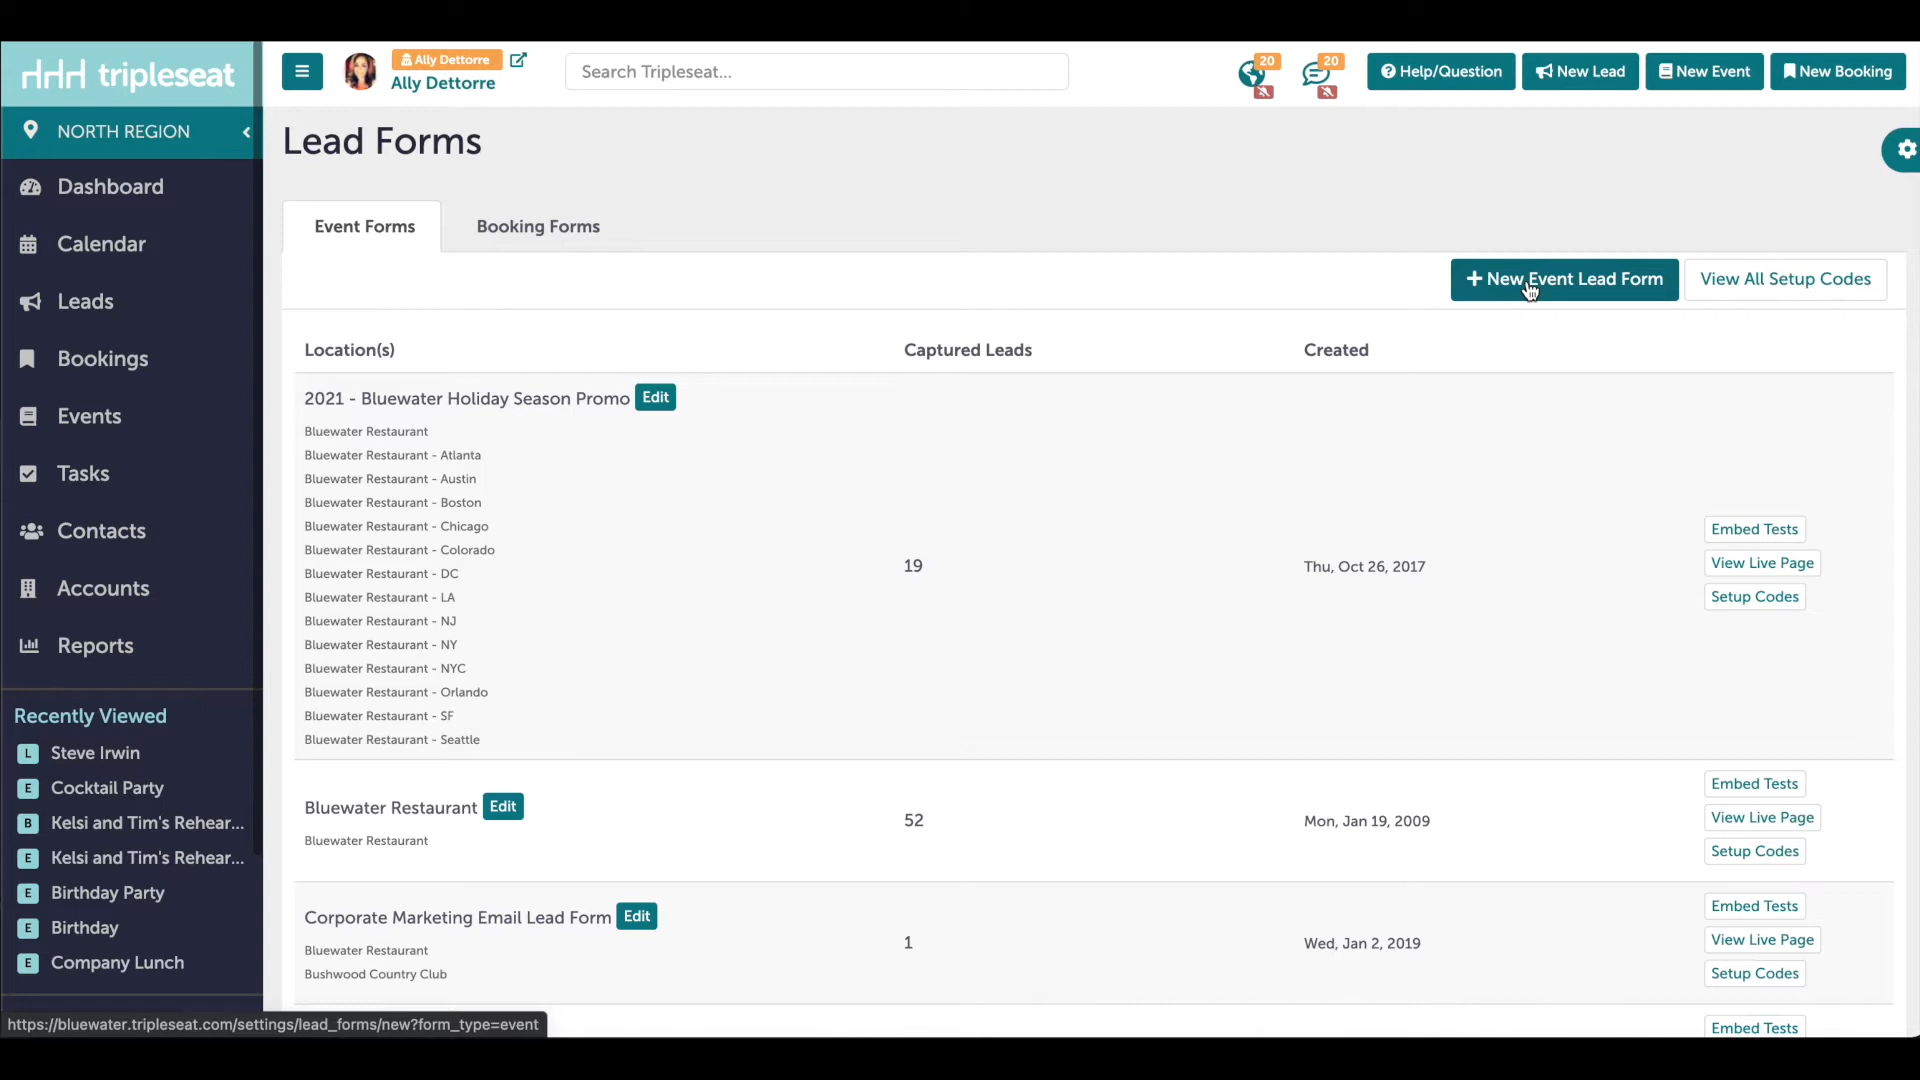 tripleseat
Ally Dettorre
Ally Dettorre
Search Tripleseat...
20
20
Help/Question
New Lead
New Event
New Booking
NORTH REGION
Dashboard
Calendar
Leads
Bookings
Events
Tasks
Contacts
Accounts
Reports
Recently Viewed
L Steve Irwin
E Cocktail Party
B Kelsi and Tim's Rehear...
E Kelsi and Tim's Rehear...
E Birthday Party
E Birthday
E Company Lunch
https://bluewater.tripleseat.com/settings/lead_forms/new?form_type=event
Lead Forms
Event Forms
Booking Forms
+ New Event Lead Form
View All Setup Codes
Location(s) Captured Leads Created
2021 - Bluewater Holiday Season Promo Edit
Bluewater Restaurant
Bluewater Restaurant - Atlanta
Bluewater Restaurant - Austin
Bluewater Restaurant - Boston
Bluewater Restaurant - Chicago
Bluewater Restaurant - Colorado
Bluewater Restaurant - DC
Bluewater Restaurant - LA
Bluewater Restaurant - NJ
Bluewater Restaurant - NY
Bluewater Restaurant - NYC
Bluewater Restaurant - Orlando
Bluewater Restaurant - SF
Bluewater Restaurant - Seattle
19
Thu, Oct 26, 2017
Embed Tests
View Live Page
Setup Codes
Bluewater Restaurant Edit
Bluewater Restaurant
52
Mon, Jan 19, 2009
Embed Tests
View Live Page
Setup Codes
Corporate Marketing Email Lead Form Edit
Bluewater Restaurant
Bushwood Country Club
1
Wed, Jan 2, 2019
Embed Tests
View Live Page
Setup Codes
Embed Tests